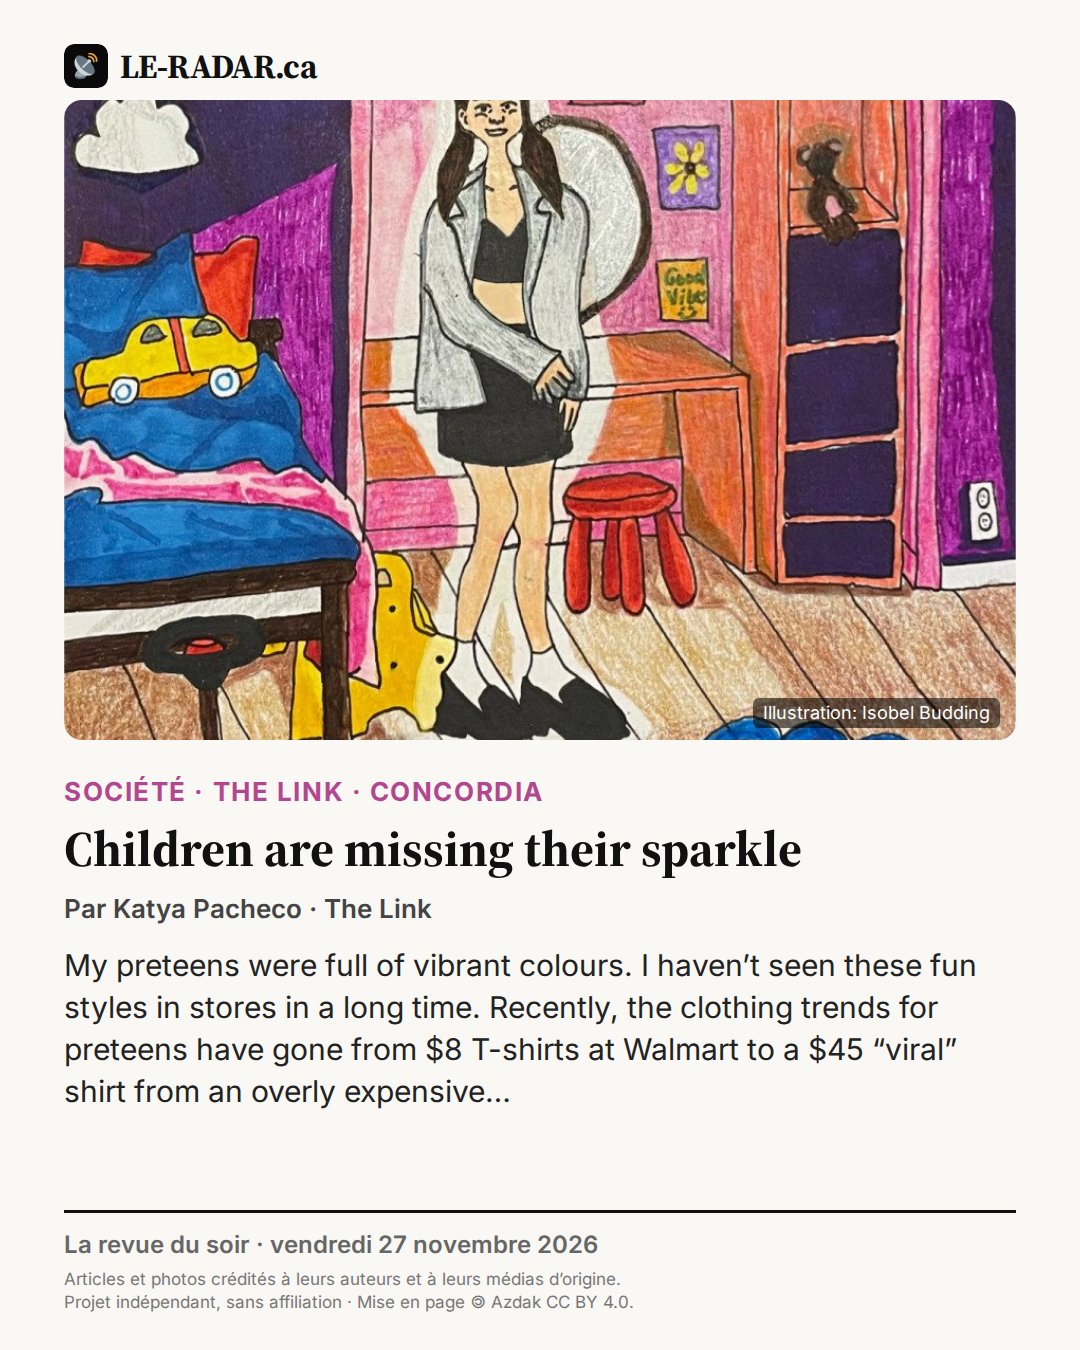 LE-RADAR.ca
Good
Vibes
Illustration: Isobel Budding
SOCIÉTÉ · THE LINK · CONCORDIA
Children are missing their sparkle
Par Katya Pacheco · The Link
My preteens were full of vibrant colours. I haven’t seen these fun
styles in stores in a long time. Recently, the clothing trends for
preteens have gone from $8 T-shirts at Walmart to a $45 “viral”
shirt from an overly expensive…
La revue du soir · vendredi 27 novembre 2026
Articles et photos crédités à leurs auteurs et à leurs médias d’origine.
Projet indépendant, sans affiliation · Mise en page © Azdak CC BY 4.0.